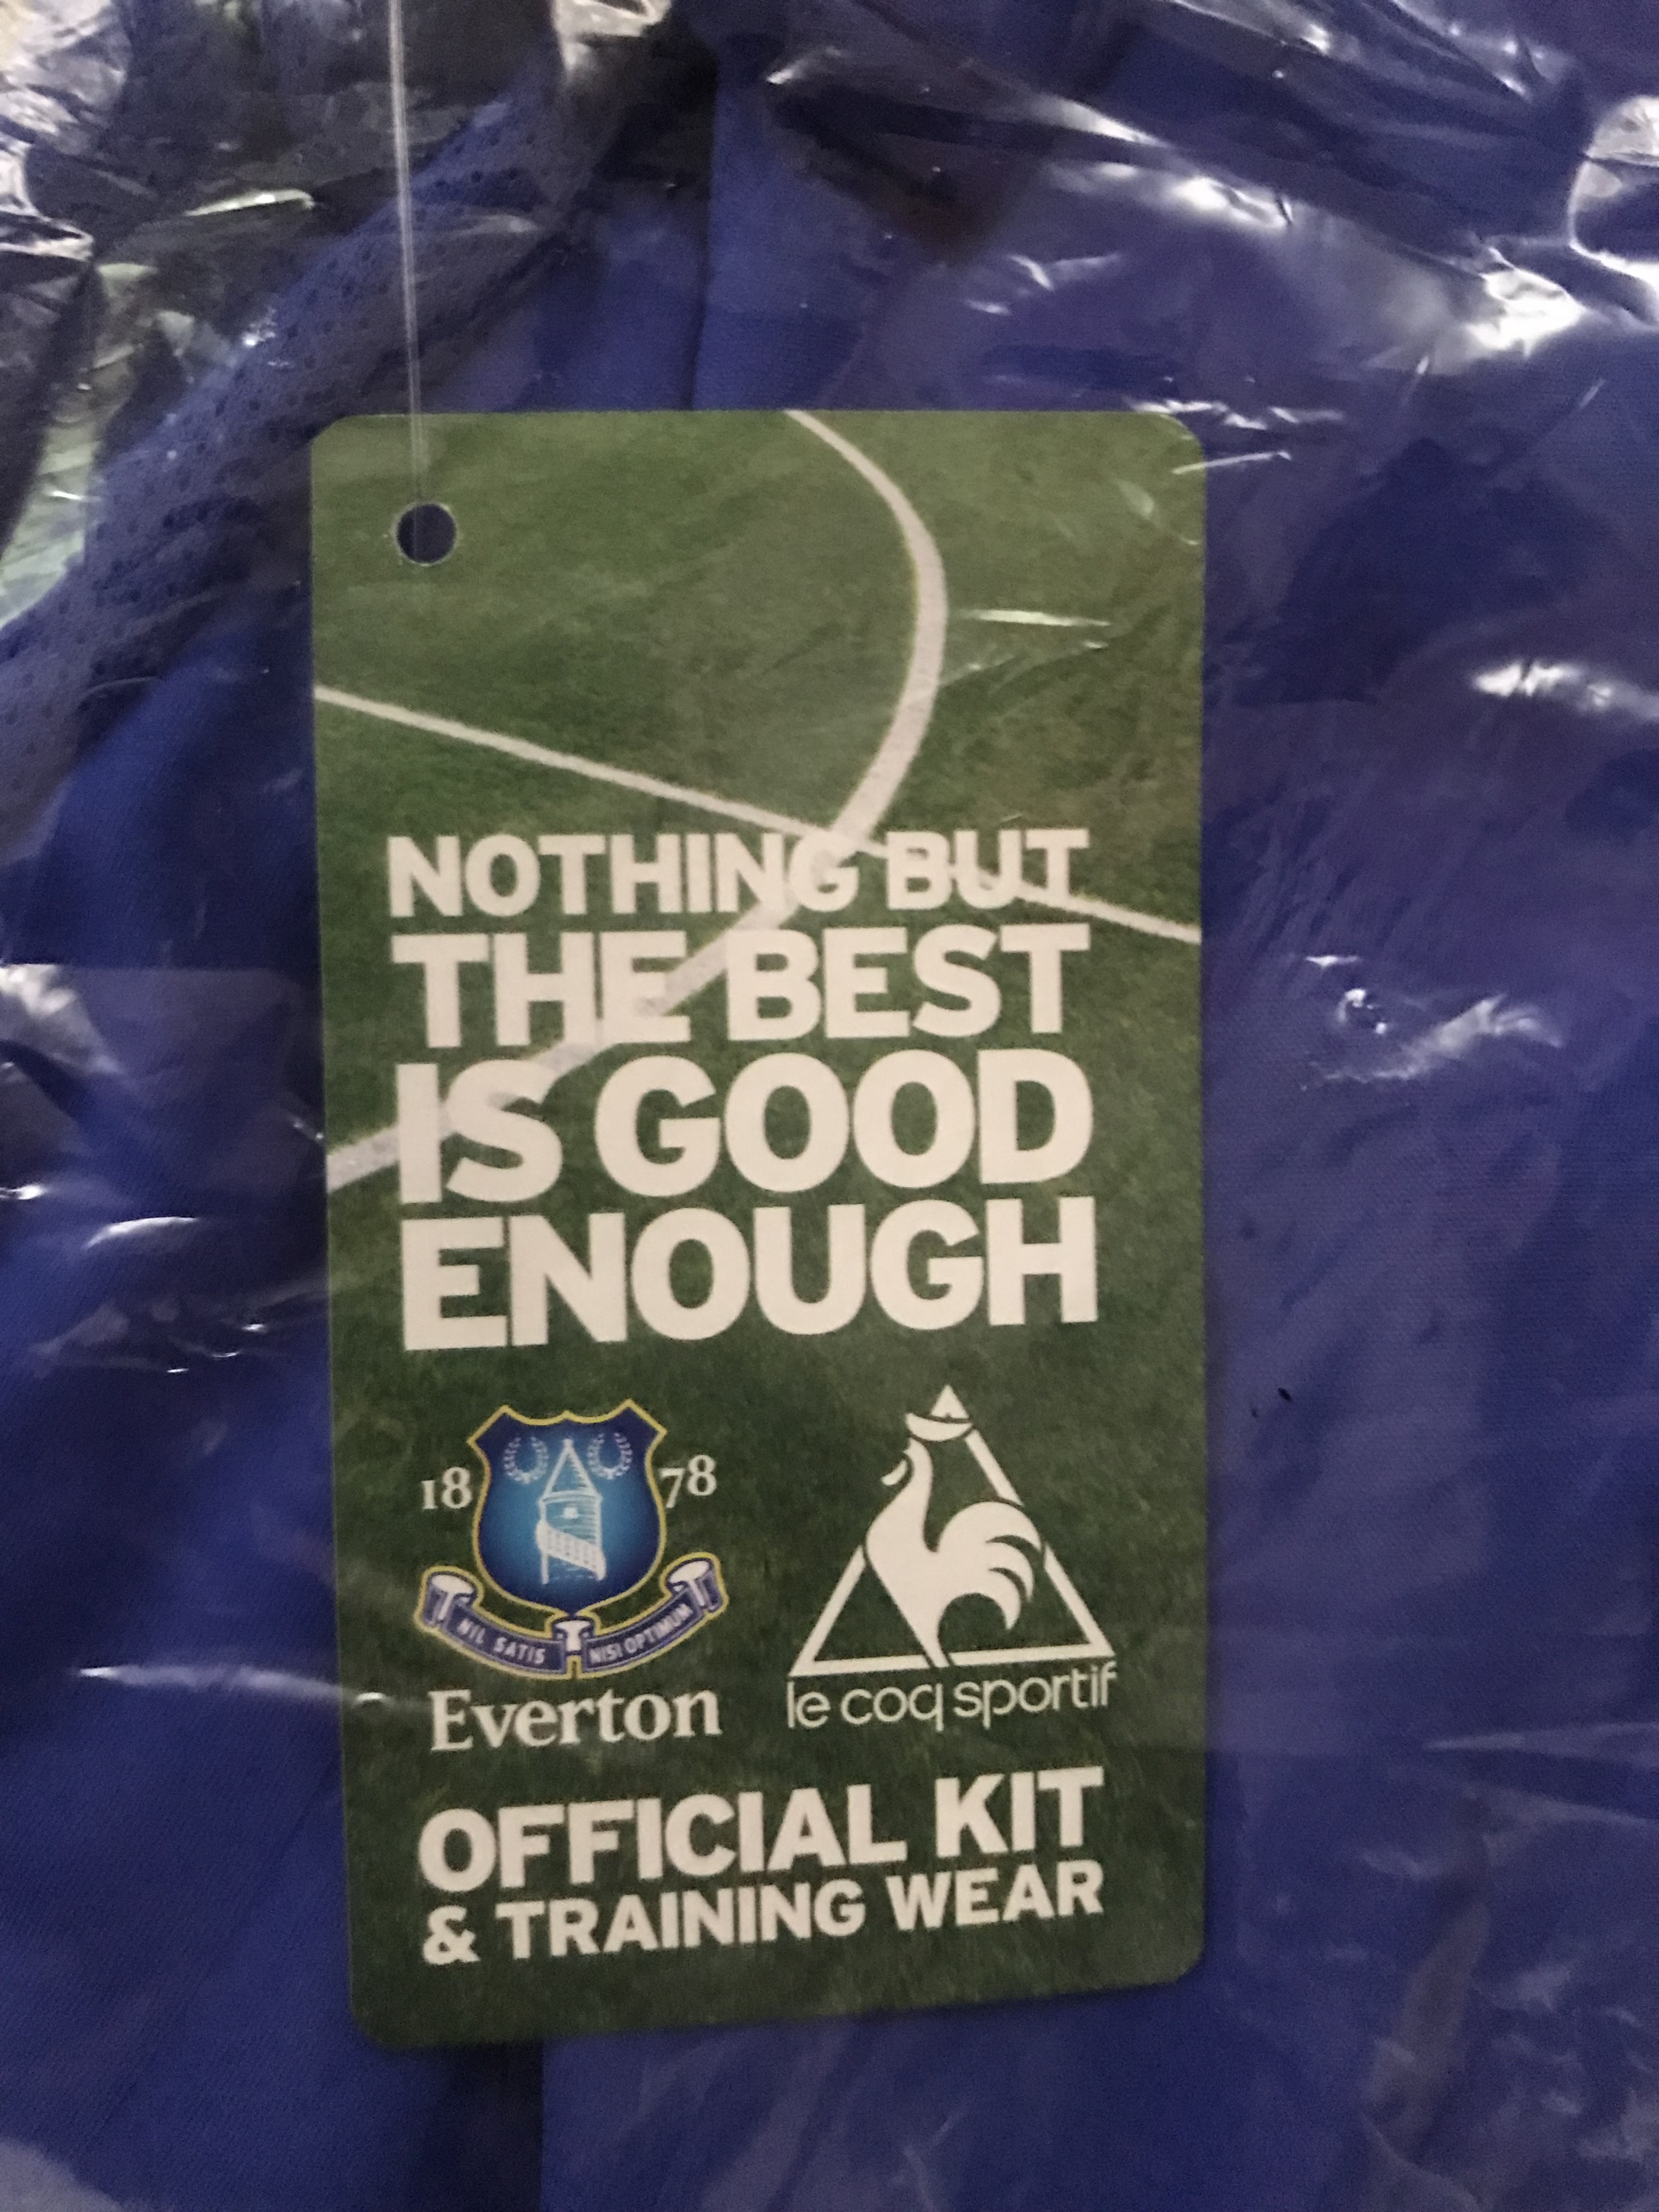 NOTHING BUT
THE BEST
IS GOOD
ENOUGH
18 78
NIL SATIS NISI OPTIMUM
Everton
le coq sportif
OFFICIAL KIT
& TRAINING WEAR